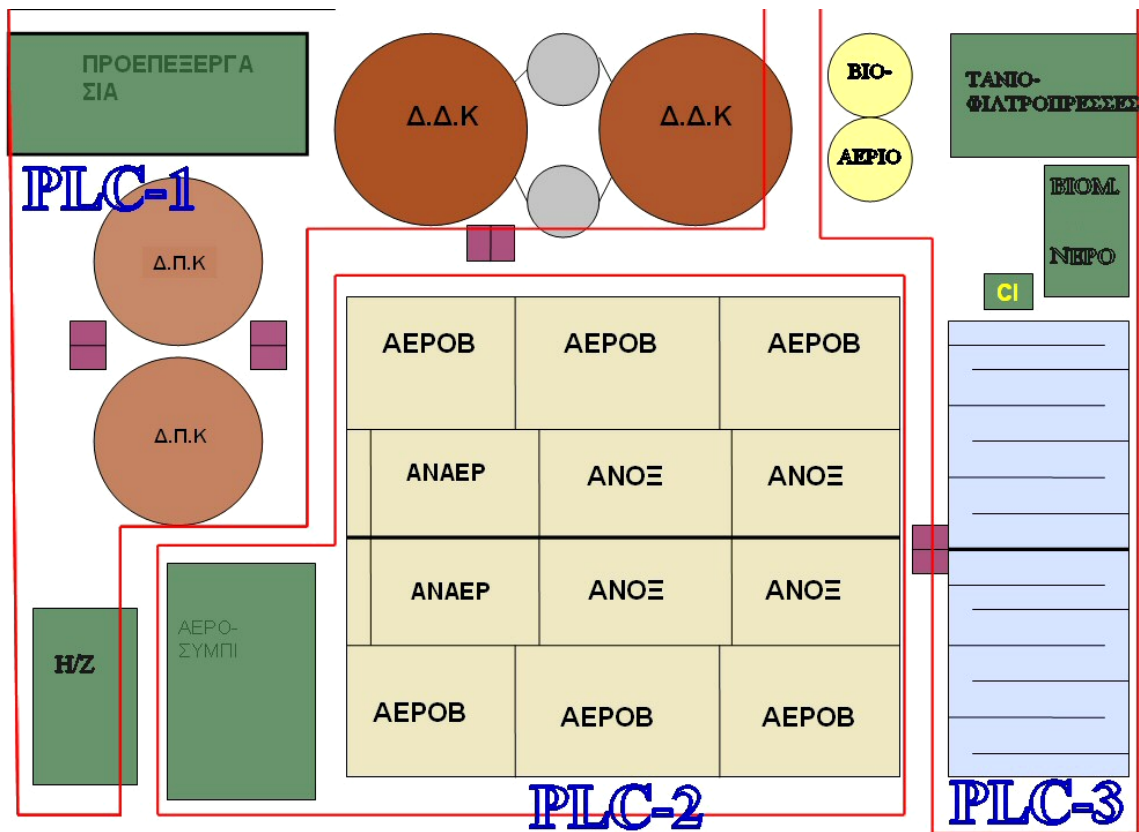 ΠΡΟΕΠΕΞΕΡΓΑ
ΣΙΑ
PLC-1
Δ.Δ.Κ
Δ.Δ.Κ
ΒΙΟ-
ΑΕΡΙΟ
ΤΑΝΙΟ-
ΦΙΛΤΡΟΠΡΕΣΣΕΣ
ΒΙΟΜ.
ΝΕΡΟ
Cl
Δ.Π.Κ
Δ.Π.Κ
ΑΕΡΟΒ
ΑΕΡΟΒ
ΑΕΡΟΒ
ΑΝΑΕΡ
ΑΝΟΞ
ΑΝΟΞ
ΑΝΑΕΡ
ΑΝΟΞ
ΑΝΟΞ
ΑΕΡΟΒ
ΑΕΡΟΒ
ΑΕΡΟΒ
Η/Ζ
ΑΕΡΟ-
ΣΥΜΠΙ
PLC-2
PLC-3